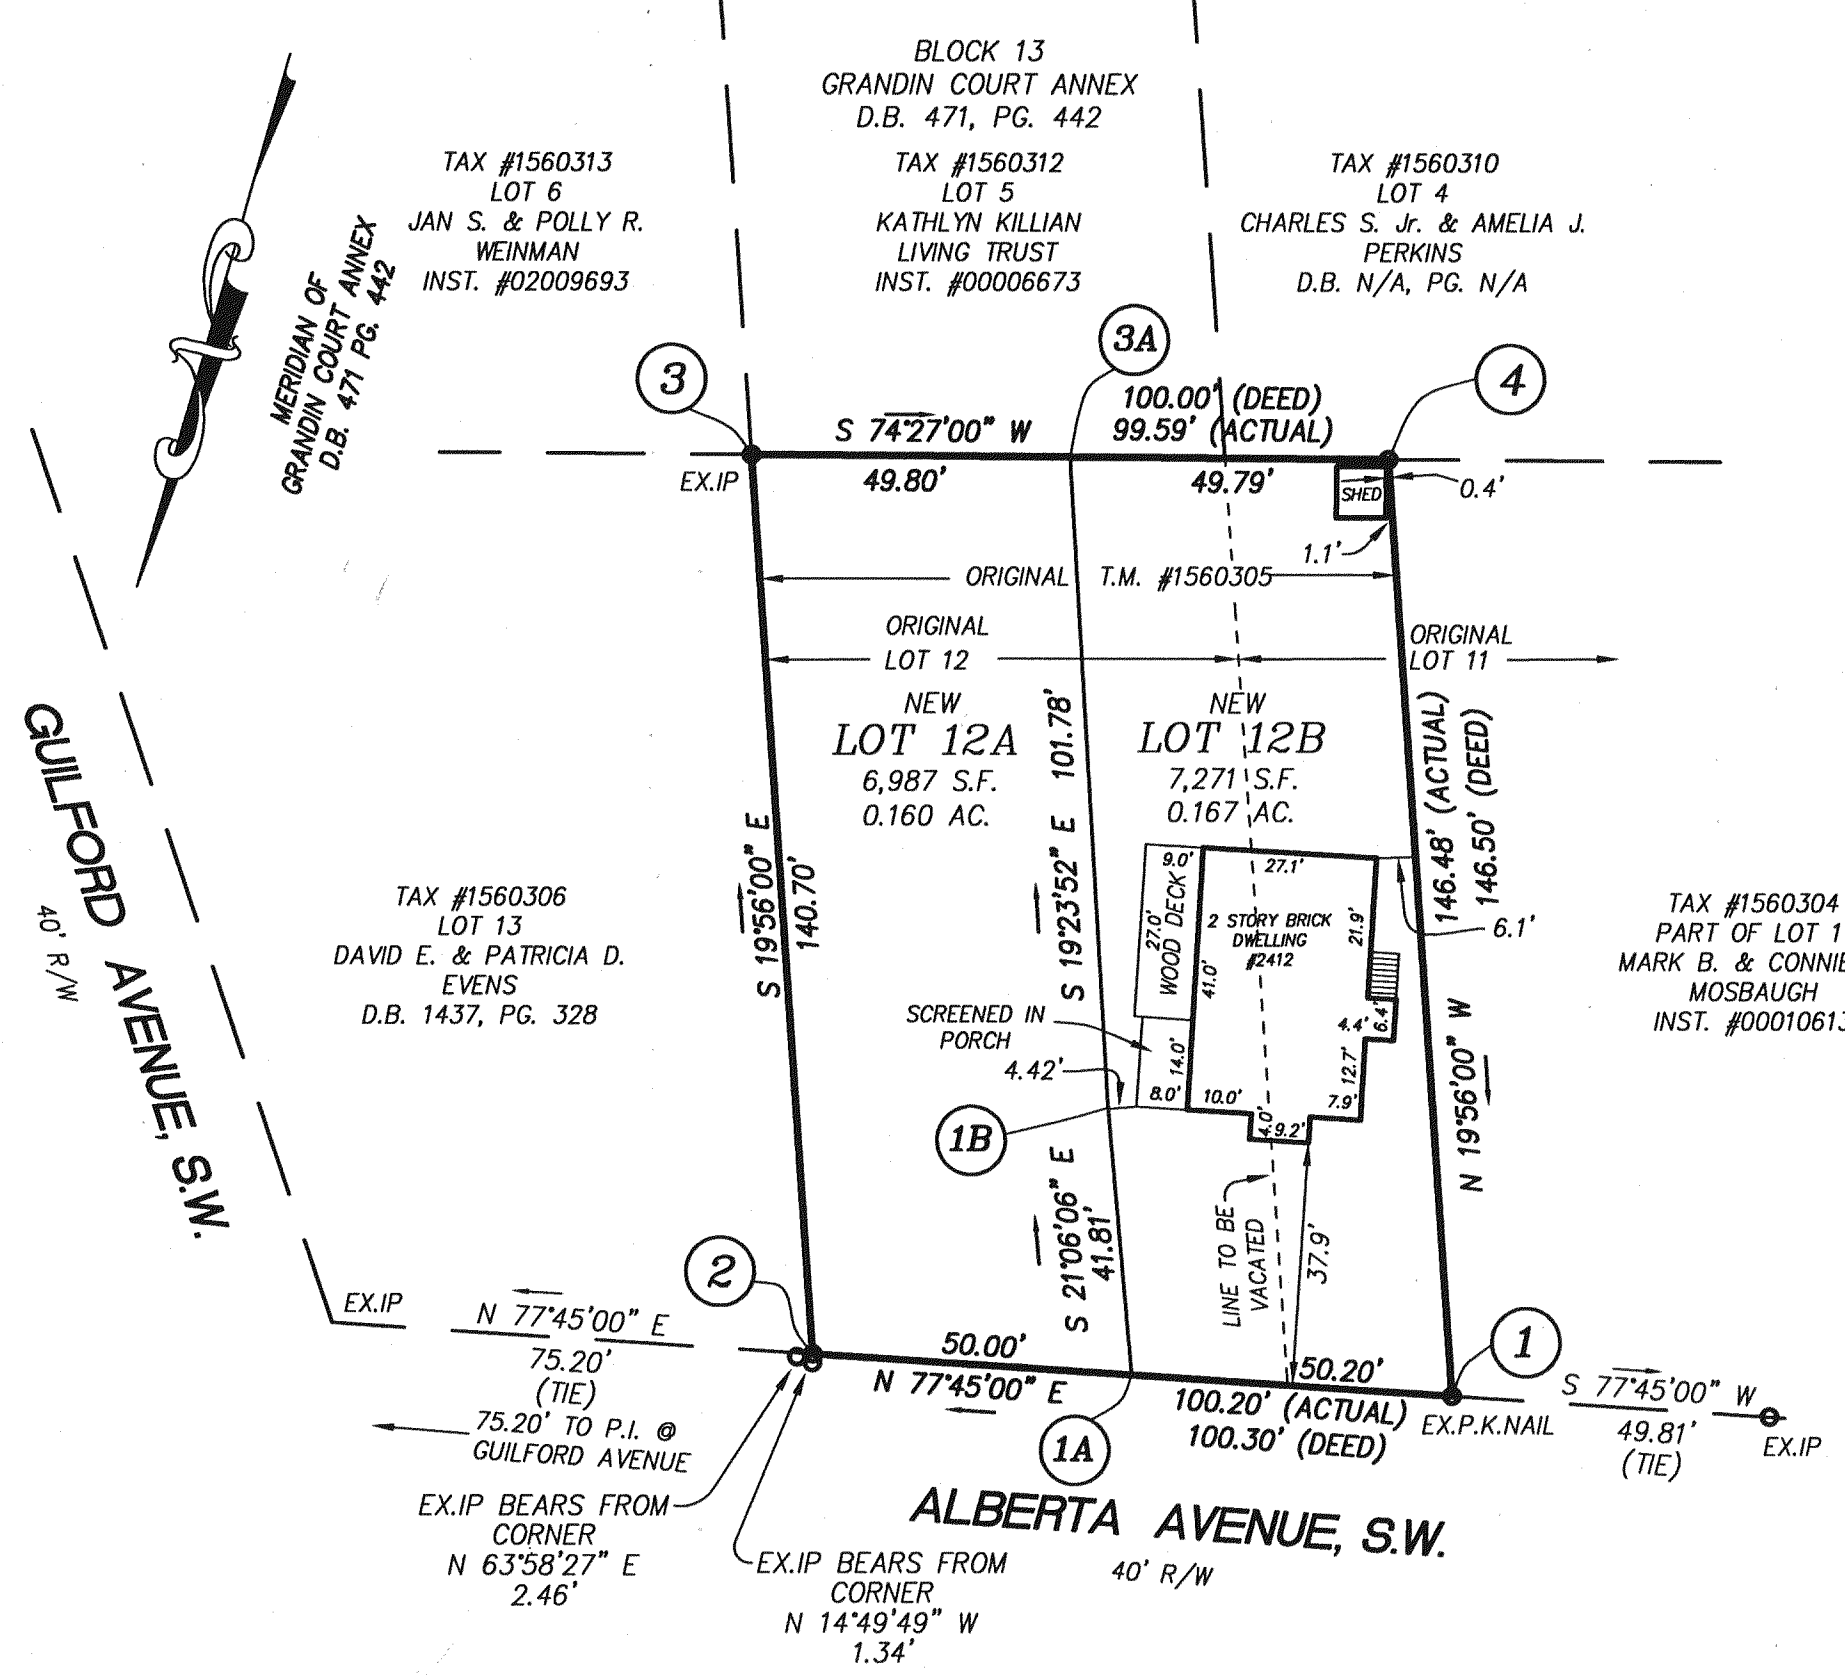 BLOCK 13
GRANDIN COURT ANNEX
D.B. 471, PG. 442
TAX #1560313
LOT 6
JAN S. & POLLY R.
WEINMAN
INST. #02009693
TAX #1560312
LOT 5
KATHLYN KILLIAN
LIVING TRUST
INST. #00006673
TAX #1560310
LOT 4
CHARLES S. Jr. & AMELIA J.
PERKINS
D.B. N/A, PG. N/A
MERIDIAN OF
GRANDIN COURT ANNEX
D.B. 471 PG. 442
3
3A
4
100.00' (DEED)
S 74°27'00" W 99.59' (ACTUAL)
EX.IP
49.80'
49.79'
SHED
0.4'
1.1'
ORIGINAL T.M. #1560305
ORIGINAL
LOT 12
ORIGINAL
LOT 11
NEW
LOT 12A
6,987 S.F.
0.160 AC.
NEW
LOT 12B
7,271 S.F.
0.167 AC.
S 19°56'00" E
140.70'
S 19°23'52" E 101.78'
146.48' (ACTUAL)
146.50' (DEED)
N 19°56'00" W
GUILFORD AVENUE, S.W.
40' R/W
TAX #1560306
LOT 13
DAVID E. & PATRICIA D.
EVENS
D.B. 1437, PG. 328
9.0'
27.1'
27.0'
WOOD DECK
2 STORY BRICK
DWELLING
#2412
41.0'
21.9'
6.1'
4.4'
6.4'
12.7'
7.9'
SCREENED IN
PORCH
14.0'
4.42'
8.0'
10.0'
4.0'
9.2'
TAX #1560304
PART OF LOT 1
MARK B. & CONNIE
MOSBAUGH
INST. #00010613
1B
S 21°06'06" E
41.81'
LINE TO BE
VACATED
37.9'
2
EX.IP
N 77°45'00" E
75.20'
(TIE)
75.20' TO P.I. @
GUILFORD AVENUE
50.00'
N 77°45'00" E
50.20'
100.20' (ACTUAL)
100.30' (DEED)
1
1A
EX.P.K.NAIL
S 77°45'00" W
49.81'
(TIE)
EX.IP
EX.IP BEARS FROM
CORNER
N 63°58'27" E
2.46'
EX.IP BEARS FROM
CORNER
N 14°49'49" W
1.34'
ALBERTA AVENUE, S.W.
40' R/W